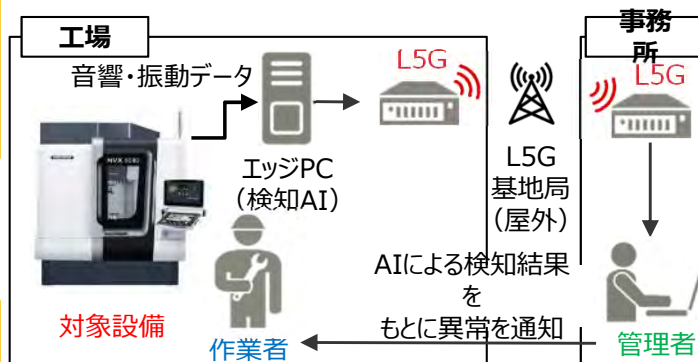 工場
音響・振動データ
L5G
エッジPC
（検知AI）
L5G
基地局
（屋外）
事務
所
L5G
AIによる検知結果
を
もとに異常を通知
対象設備
作業者
管理者